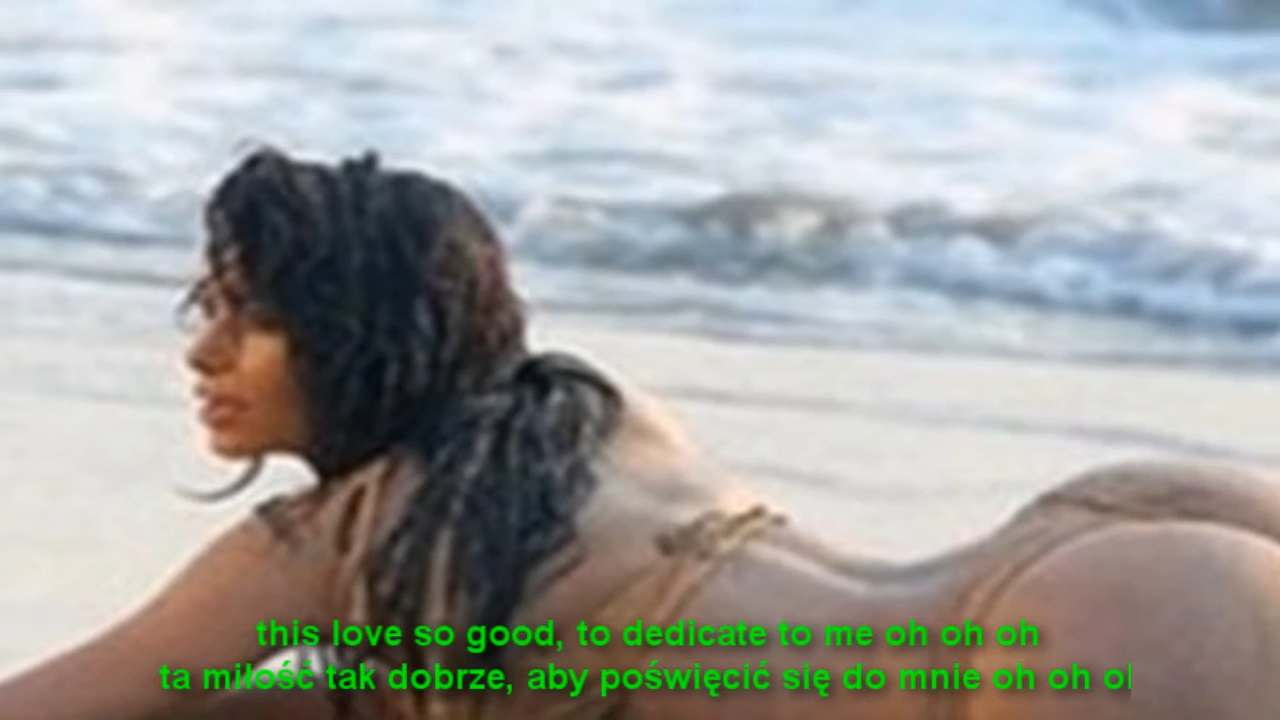 this love so good, to dedicate to me oh oh oh
ta miłość tak dobrze, aby poświęcić się do mnie oh oh